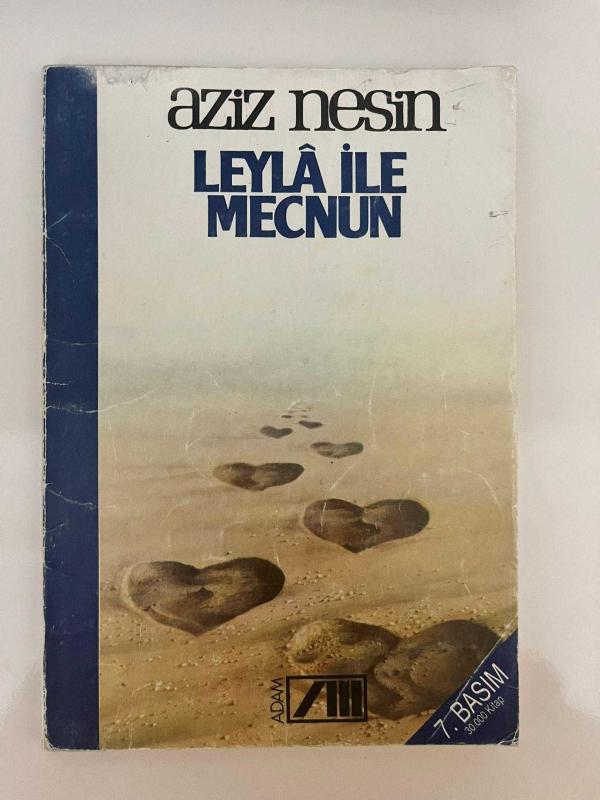 aziz nesin
LEYLÂ İLE
MECNUN
ADAM
7. BASIM
30.000 Kitap